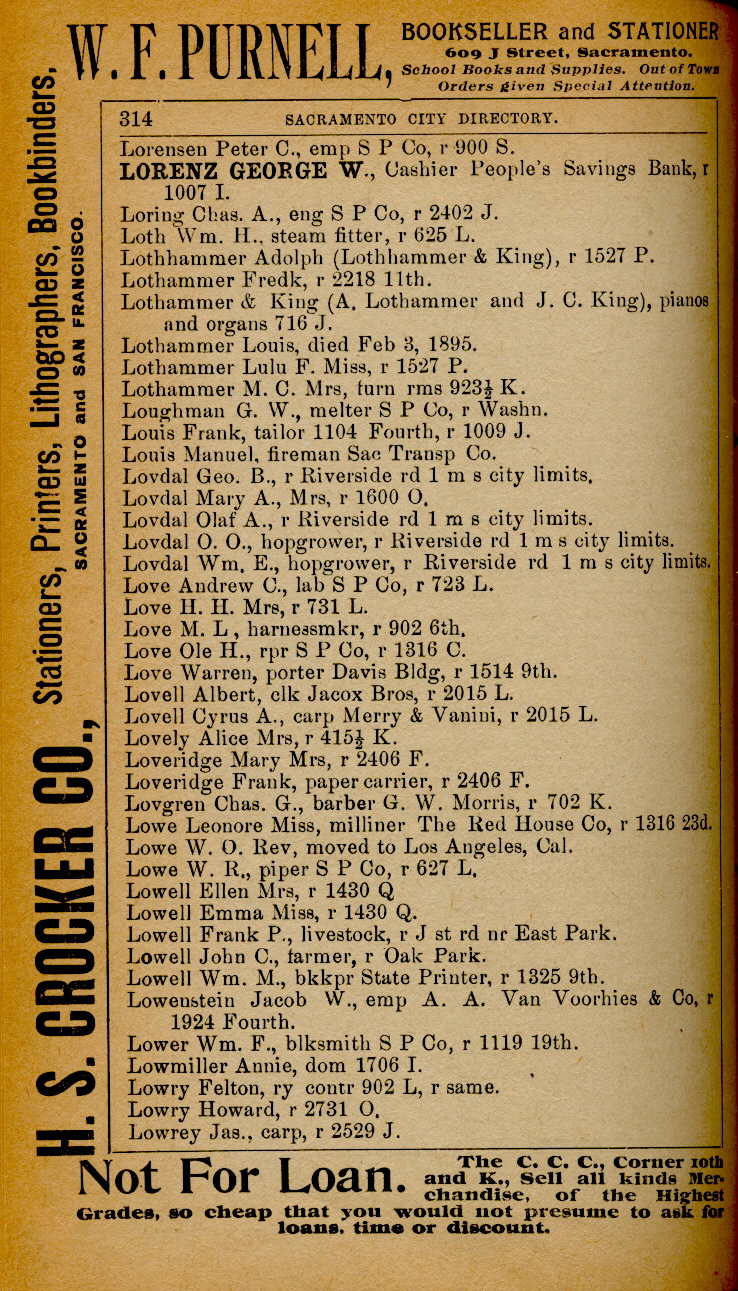 W. F. PURNELL,
BOOKSELLER and STATIONER
609 J Street, Sacramento.
School Books and Supplies. Out of Town
Orders given Special Attention.
314 SACRAMENTO CITY DIRECTORY.
Lorensen Peter C., emp S P Co, r 900 S.
LORENZ GEORGE W., Cashier People's Savings Bank, r
1007 I.
Loring Chas. A., eng S P Co, r 2402 J.
Loth Wm. H., steam fitter, r 625 L.
Lothhammer Adolph (Lothhammer & King), r 1527 P.
Lothammer Fredk, r 2218 11th.
Lothammer & King (A. Lothammer and J. C. King), pianos
and organs 716 J.
Lothammer Louis, died Feb 3, 1895.
Lothammer Lulu F. Miss, r 1527 P.
Lothammer M. C. Mrs, furn rms 923½ K.
Loughman G. W., melter S P Co, r Washn.
Louis Frank, tailor 1104 Fourth, r 1009 J.
Louis Manuel, fireman Sac Transp Co.
Lovdal Geo. B., r Riverside rd 1 m s city limits.
Lovdal Mary A., Mrs, r 1600 O.
Lovdal Olaf A., r Riverside rd 1 m s city limits.
Lovdal O. O., hopgrower, r Riverside rd 1 m s city limits.
Lovdal Wm. E., hopgrower, r Riverside rd 1 m s city limits.
Love Andrew C., lab S P Co, r 723 L.
Love H. H. Mrs, r 731 L.
Love M. L , harnessmkr, r 902 6th.
Love Ole H., rpr S P Co, r 1316 C.
Love Warren, porter Davis Bldg, r 1514 9th.
Lovell Albert, clk Jacox Bros, r 2015 L.
Lovell Cyrus A., carp Merry & Vanini, r 2015 L.
Lovely Alice Mrs, r 415½ K.
Loveridge Mary Mrs, r 2406 F.
Loveridge Frank, paper carrier, r 2406 F.
Lovgren Chas. G., barber G. W. Morris, r 702 K.
Lowe Leonore Miss, milliner The Red House Co, r 1316 23d.
Lowe W. O. Rev, moved to Los Angeles, Cal.
Lowe W. R., piper S P Co, r 627 L.
Lowell Ellen Mrs, r 1430 Q
Lowell Emma Miss, r 1430 Q.
Lowell Frank P., livestock, r J st rd nr East Park.
Lowell John C., farmer, r Oak Park.
Lowell Wm. M., bkkpr State Printer, r 1325 9th.
Lowenstein Jacob W., emp A. A. Van Voorhies & Co, r
1924 Fourth.
Lower Wm. F., blksmith S P Co, r 1119 19th.
Lowmiller Annie, dom 1706 I.
Lowry Felton, ry contr 902 L, r same.
Lowry Howard, r 2731 O.
Lowrey Jas., carp, r 2529 J.
H. S. CROCKER CO., Stationers, Printers, Lithographers, Bookbinders,
SACRAMENTO and SAN FRANCISCO.
Not For Loan.
The C. C. C., Corner 10th
and K., Sell all kinds Mer-
chandise, of the Highest
Grades, so cheap that you would not presume to ask for
loans, time or discount.